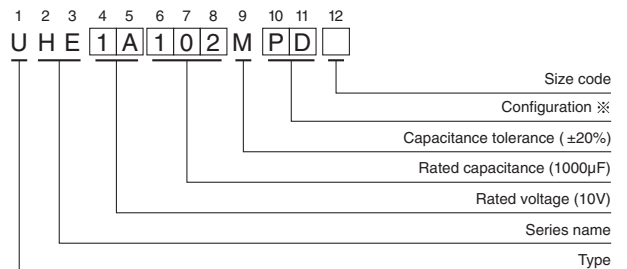 1 2 3 4 5 6 7 8 9 10 11 12
U H E 1 A 1 0 2 M P D
Size code
Configuration ※
Capacitance tolerance ( ±20%)
Rated capacitance (1000µF)
Rated voltage (10V)
Series name
Type